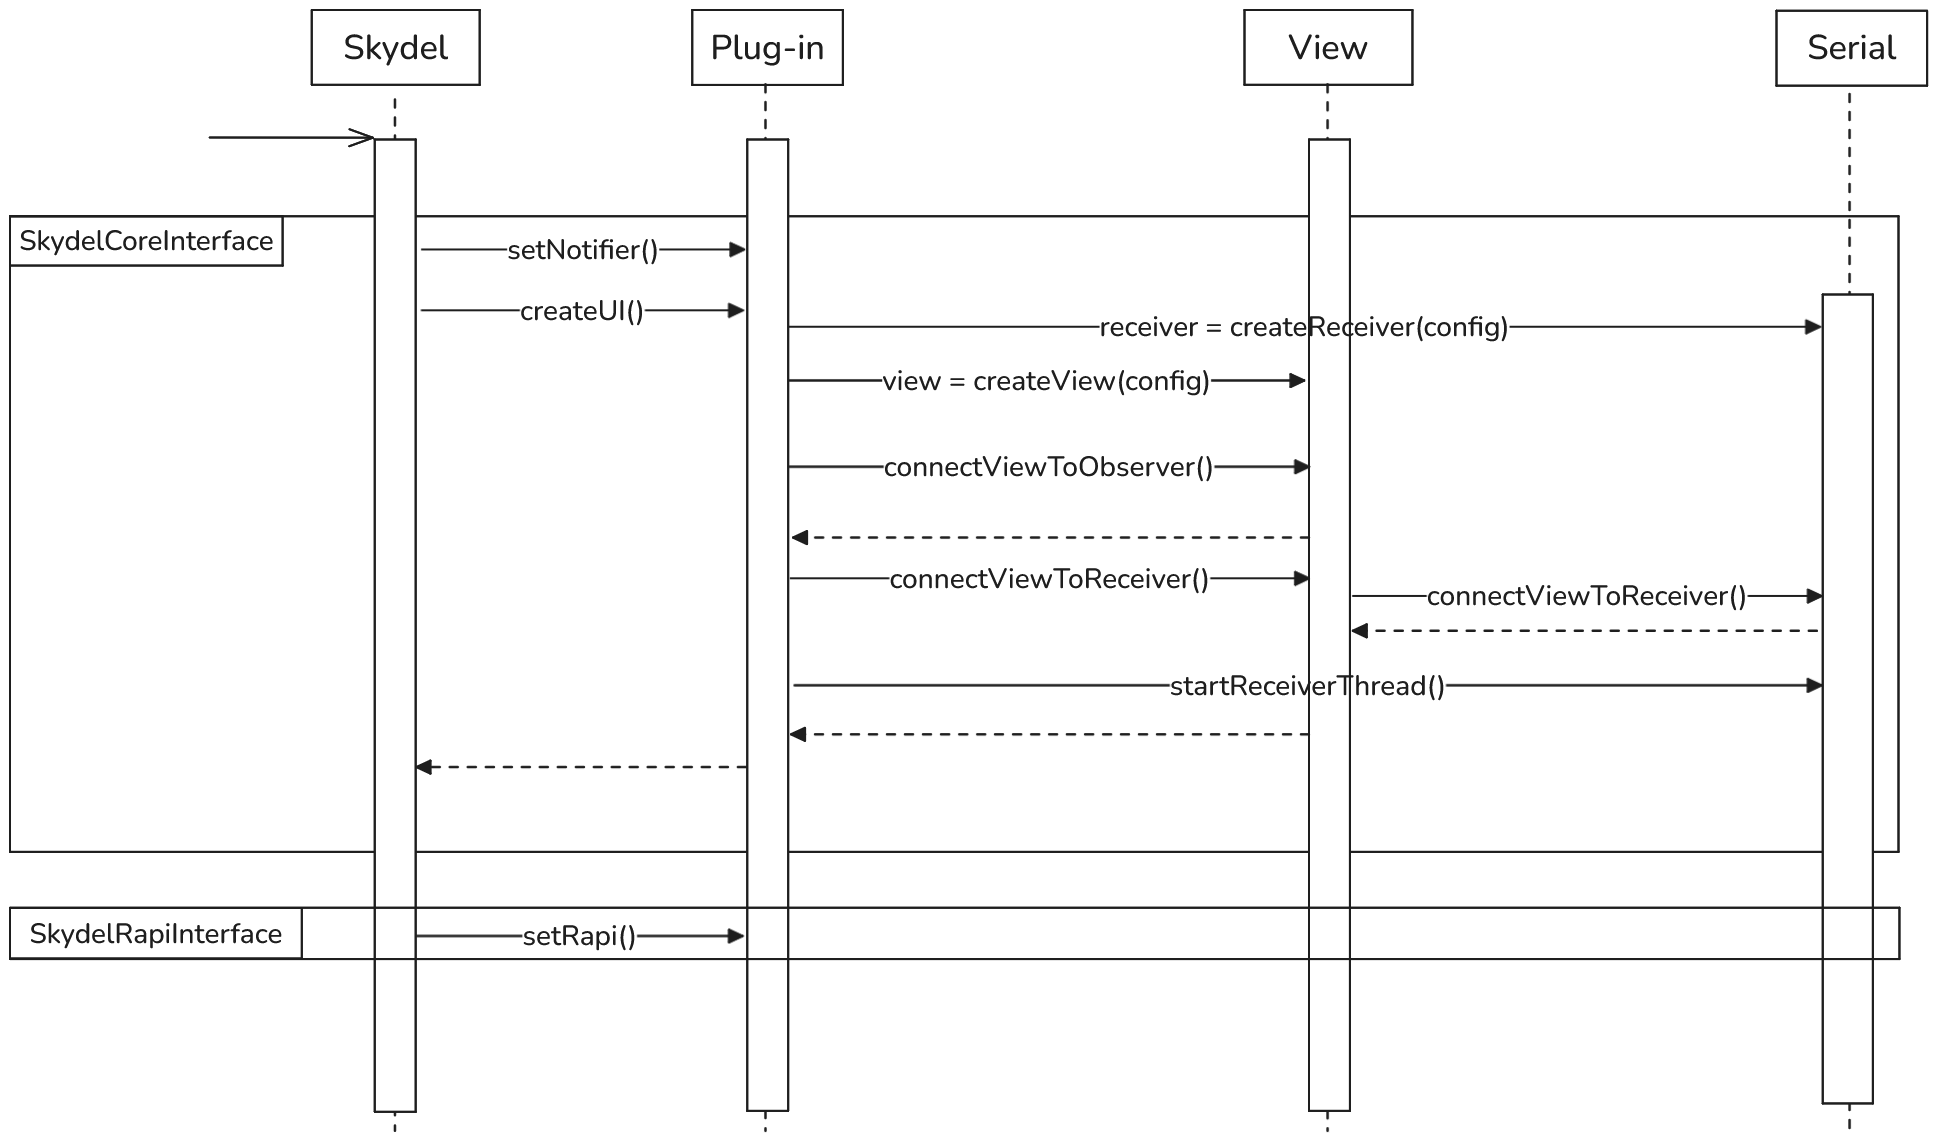 Skydel
Plug-in
View
Serial
SkydelCoreInterface
setNotifier()
createUI()
receiver = createReceiver(config)
view = createView(config)
connectViewToObserver()
connectViewToReceiver()
connectViewToReceiver()
startReceiverThread()
SkydelRapiInterface
setRapi()